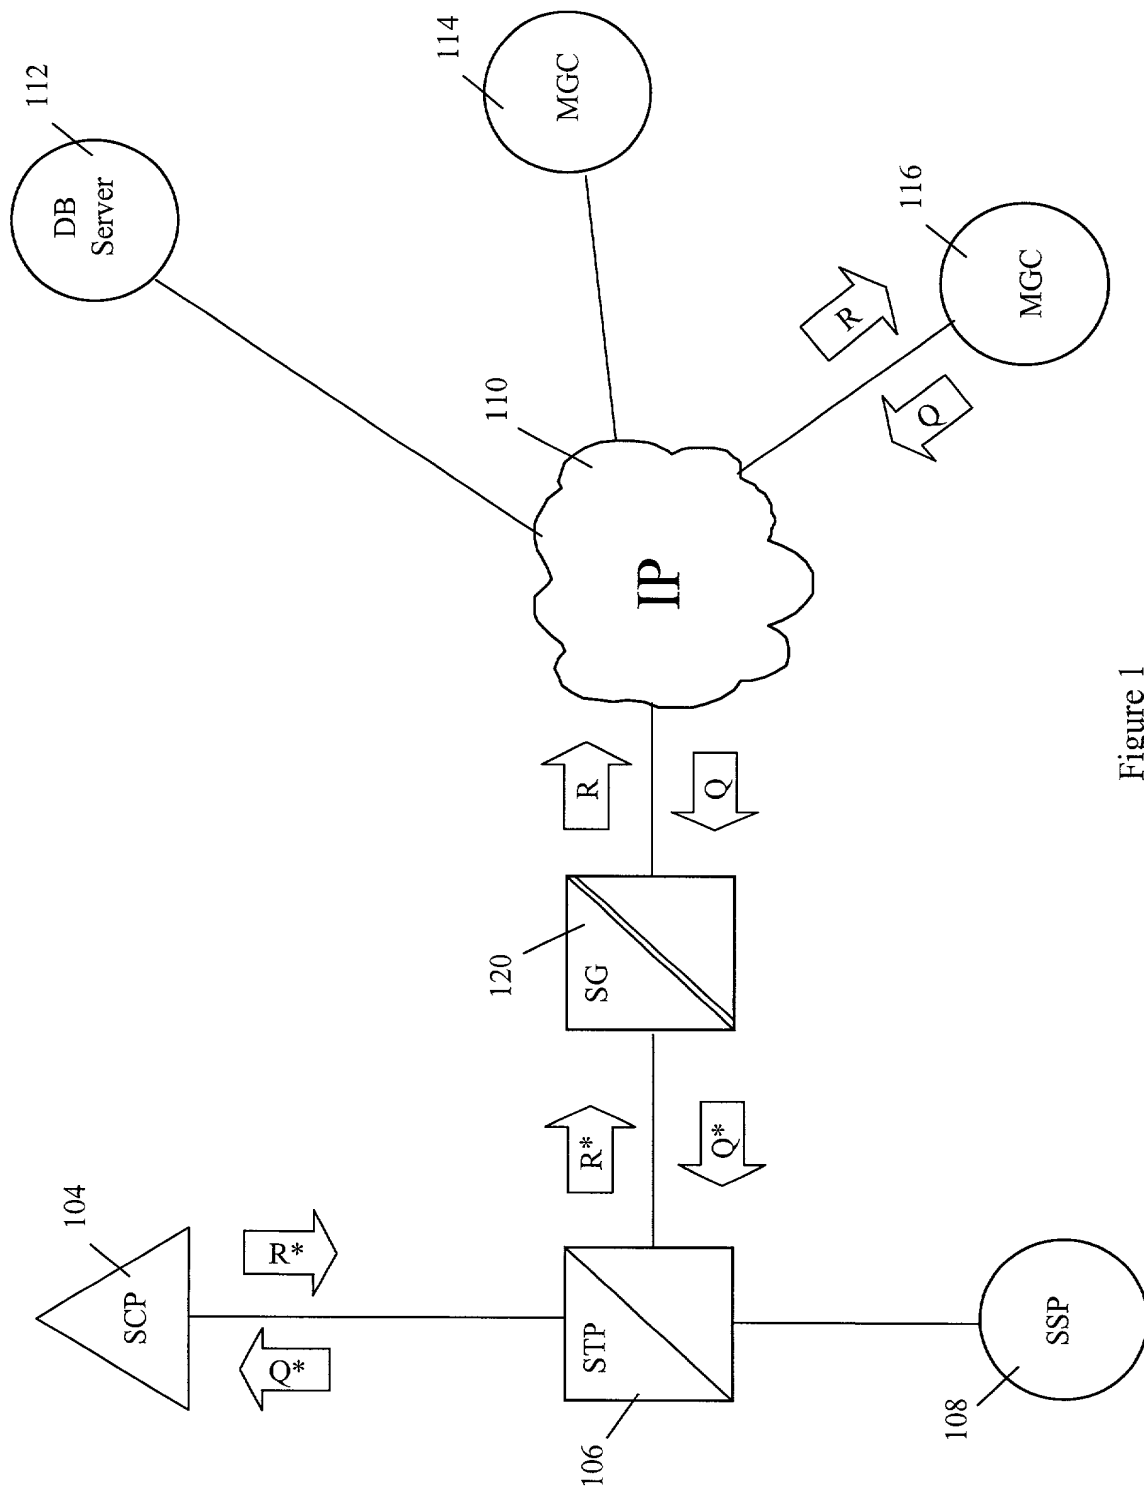 112
DB
Server
114
MGC
116
MGC
R
Q
110
IP
R
Q
120
SG
R*
Q*
104
SCP
R*
Q*
STP
106
SSP
108
Figure 1